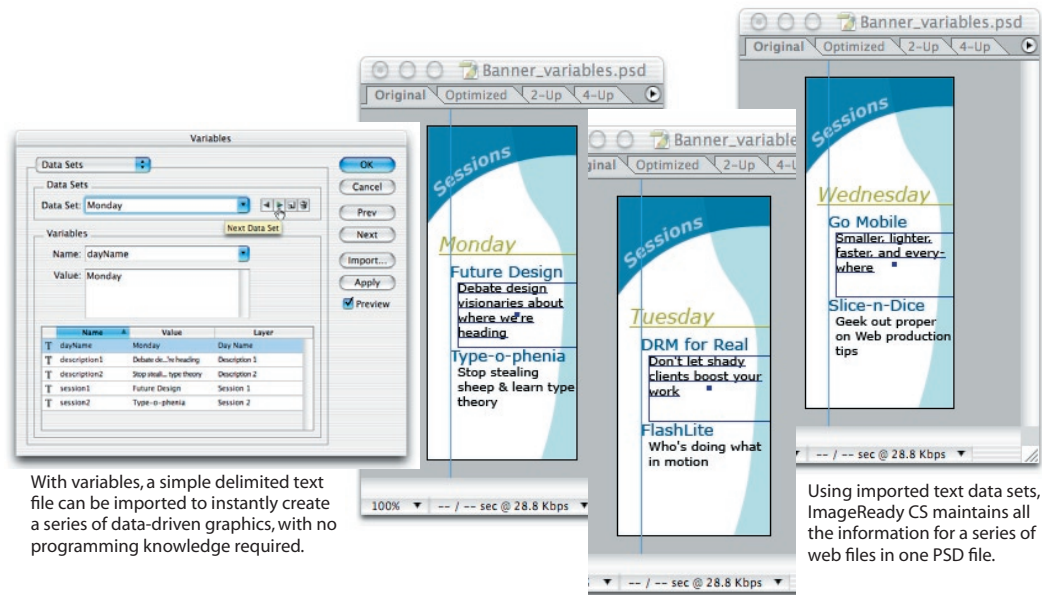 Variables
Data Sets
OK
Data Sets
Cancel
Data Set: Monday
Prev
Next Data Set
Variables
Next
Name: dayName
Import...
Value: Monday
Apply
Preview
Name Value Layer
T dayName Monday Day Name
T description1 Debate de...'re heading Description 1
T description2 Stop steali... type theory Description 2
T session1 Future Design Session 1
T session2 Type-o-phenia Session 2
With variables, a simple delimited text
file can be imported to instantly create
a series of data-driven graphics, with no
programming knowledge required.
Banner_variables.psd
Original Optimized 2-Up 4-Up
Sessions
Monday
Future Design
Debate design
visionaries about
where we're
heading
Type-o-phenia
Stop stealing
sheep & learn type
theory
100% -- / -- sec @ 28.8 Kbps
Banner_variable
ginal Optimized 2-Up 4-U
Sessions
Tuesday
DRM for Real
Don't let shady
clients boost your
work
FlashLite
Who's doing what
in motion
-- / -- sec @ 28.8 Kbps
Banner_variables.psd
Original Optimized 2-Up 4-Up
Sessions
Wednesday
Go Mobile
Smaller, lighter,
faster, and every-
where
Slice-n-Dice
Geek out proper
on Web production
tips
-- / -- sec @ 28.8 Kbps
Using imported text data sets,
ImageReady CS maintains all
the information for a series of
web files in one PSD file.